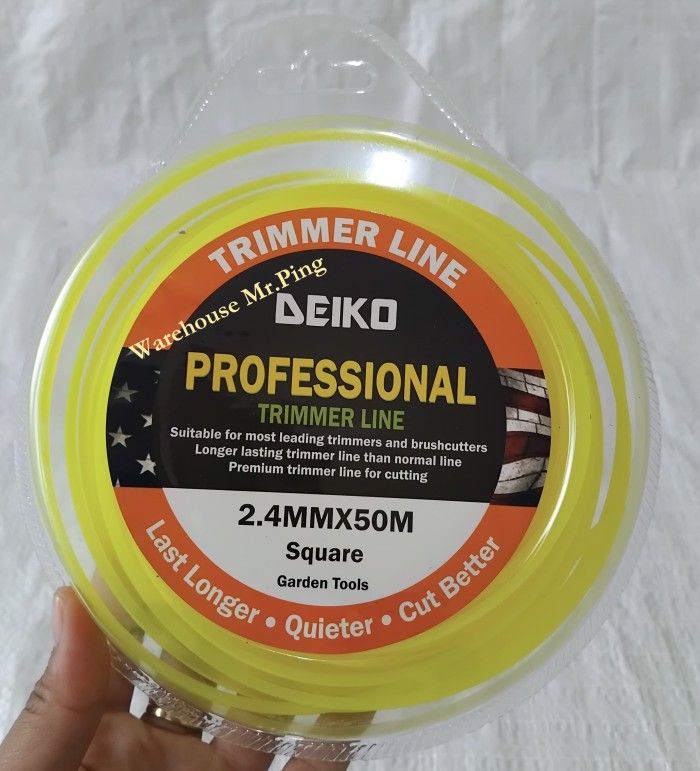 TRIMMER LINE
Warehouse Mr.Ping
DEIKO
PROFESSIONAL
TRIMMER LINE
Suitable for most leading trimmers and brushcutters
Longer lasting trimmer line than normal line
Premium trimmer line for cutting
2.4MMX50M
Square
Garden Tools
Last Longer • Quieter • Cut Better